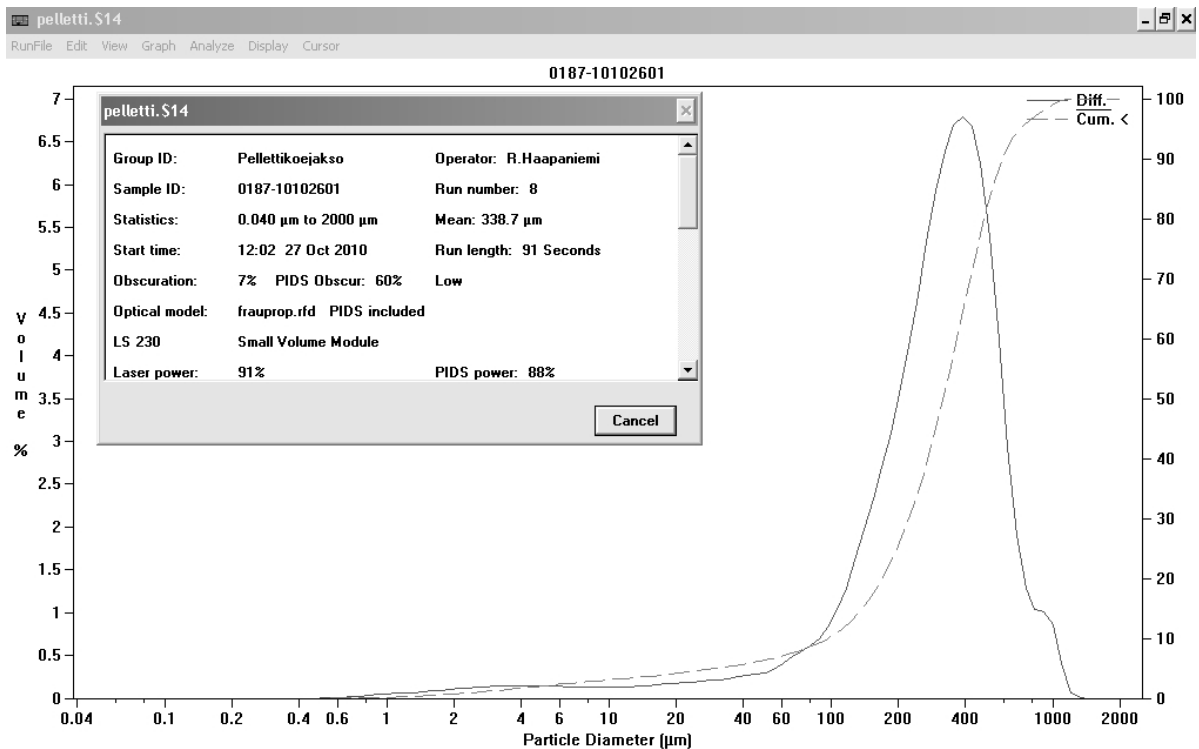 pelletti.$14
RunFile Edit View Graph Analyze Display Cursor
0187-10102601
pelletti.$14
Group ID: Pellettikoejakso Operator: R.Haapaniemi
Sample ID: 0187-10102601 Run number: 8
Statistics: 0.040 µm to 2000 µm Mean: 338.7 µm
Start time: 12:02 27 Oct 2010 Run length: 91 Seconds
Obscuration: 7% PIDS Obscur: 60% Low
Optical model: frauprop.rfd PIDS included
LS 230 Small Volume Module
Laser power: 91% PIDS power: 88%
Cancel
Diff.
Cum. <
Volume %
7
6.5
6
5.5
5
4.5
4
3.5
3
2.5
2
1.5
1
0.5
0
100
90
80
70
60
50
40
30
20
10
0
0.04 0.1 0.2 0.4 0.6 1 2 4 6 10 20 40 60 100 200 400 1000 2000
Particle Diameter (µm)